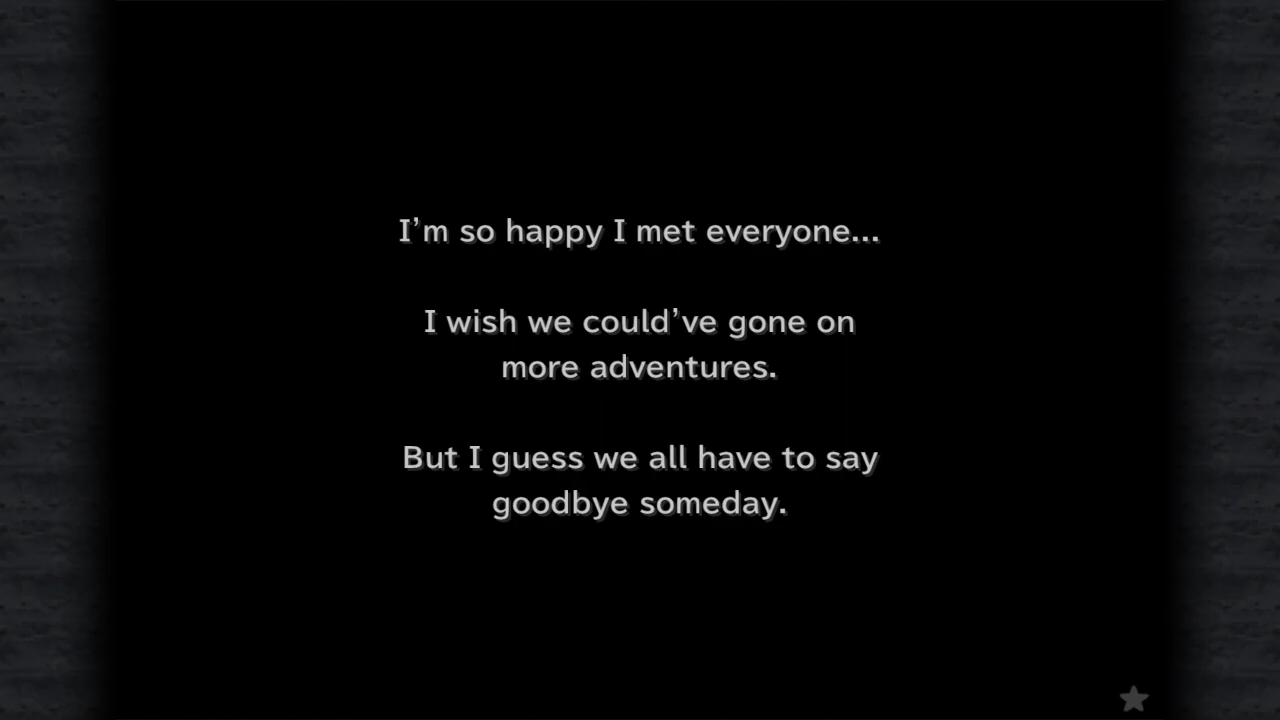 I’m so happy I met everyone...
I wish we could’ve gone on
more adventures.
But I guess we all have to say
goodbye someday.